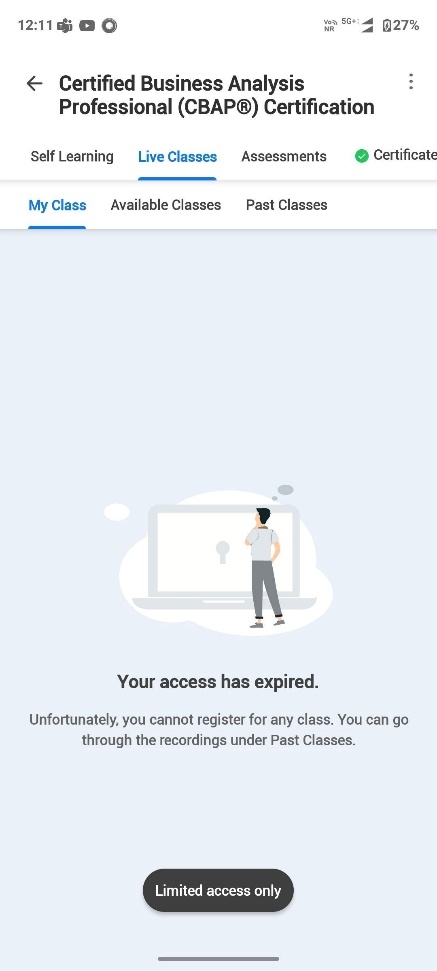 12:11
Vo)) NR 5G+ 27%
Certified Business Analysis
Professional (CBAP®) Certification
Self Learning Live Classes Assessments Certificate
My Class Available Classes Past Classes
Your access has expired.
Unfortunately, you cannot register for any class. You can go
through the recordings under Past Classes.
Limited access only